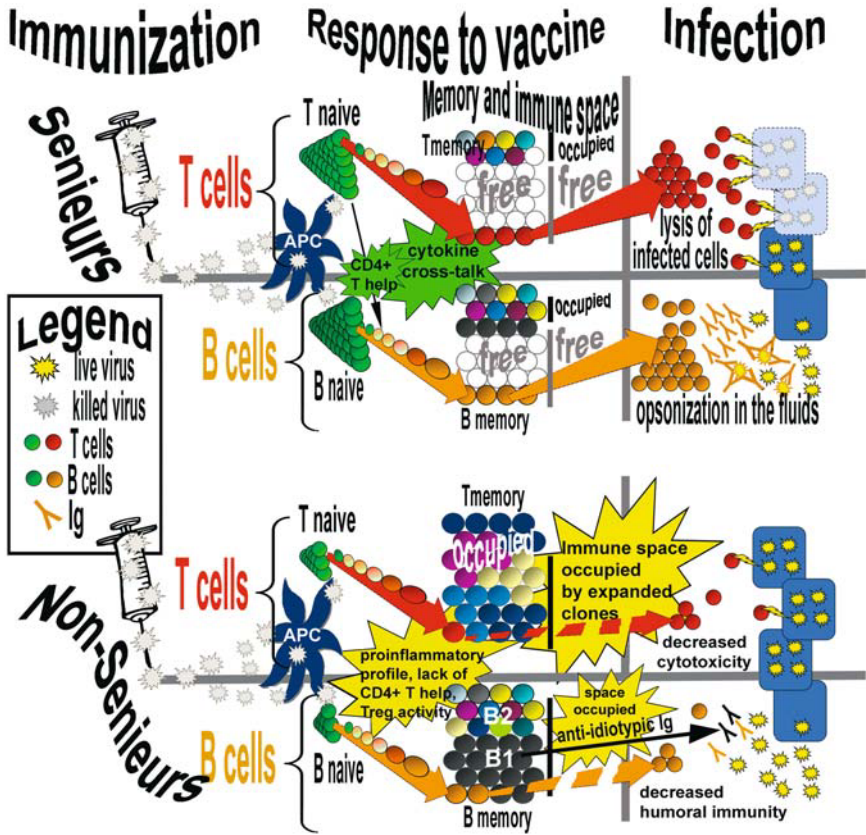 Immunization
Response to vaccine
Infection
Senieurs
T cells
T naive
APC
Memory and immune space
Tmemory
free
occupied
free
CD4+
T help
cytokine
cross-talk
lysis of
infected cells
B cells
B naive
free
occupied
free
B memory
opsonization in the fluids
Legend
live virus
killed virus
T cells
B cells
Ig
Non-Senieurs
T cells
T naive
APC
Tmemory
occupied
Immune space
occupied
by expanded
clones
decreased
cytotoxicity
proinflammatory
profile, lack of
CD4+ T help,
Treg activity
B cells
B naive
B2
B1
B memory
space
occupied
anti-idiotypic Ig
decreased
humoral immunity